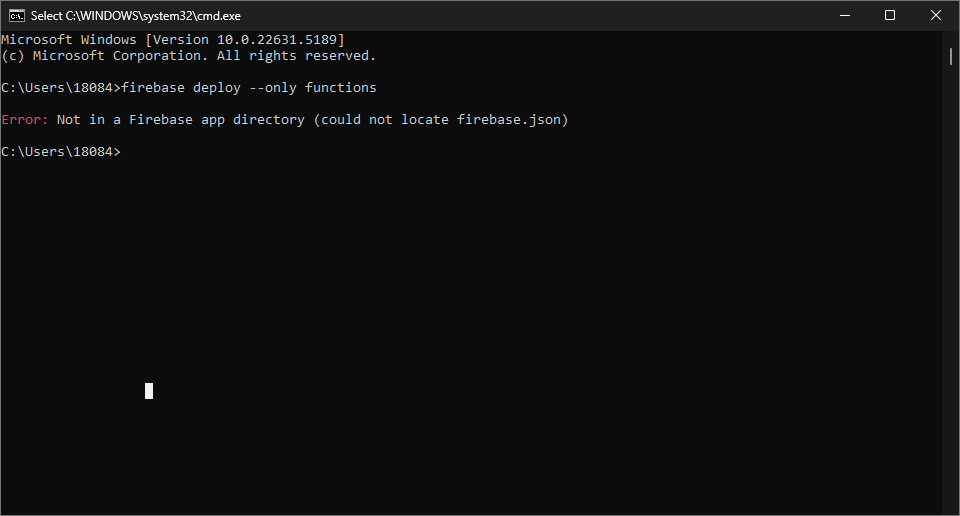 Select C:\WINDOWS\system32\cmd.exe
Microsoft Windows [Version 10.0.22631.5189]
(c) Microsoft Corporation. All rights reserved.
C:\Users\18084>firebase deploy --only functions
Error: Not in a Firebase app directory (could not locate firebase.json)
C:\Users\18084>